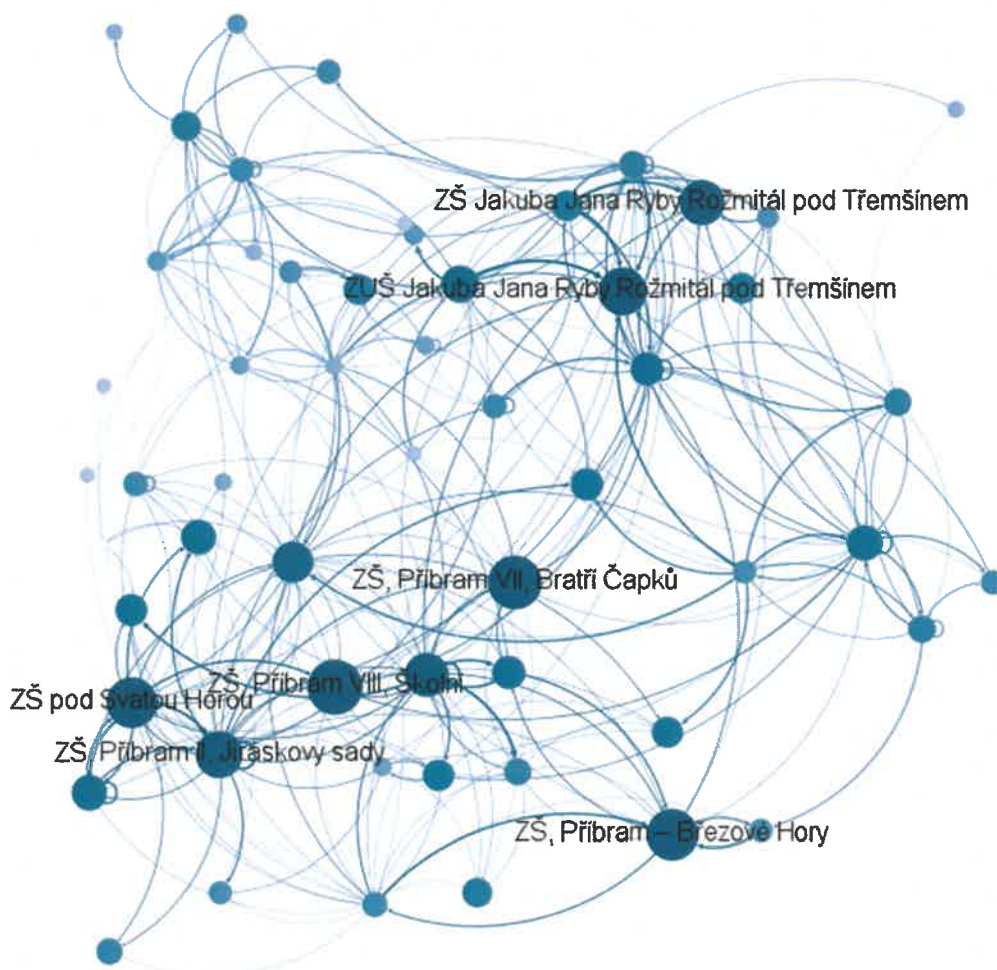 ZŠ Jakuba Jana Ryby Rožmitál pod Třemšínem
ZUŠ Jakuba Jana Ryby Rožmitál pod Třemšínem
ZŠ, Příbram VII, Bratří Čapků
ZŠ, Příbram VIII, Školní
ZŠ pod Svatou Horou
ZŠ, Příbram II, Jiráskovy sady
ZŠ, Příbram – Březové Hory